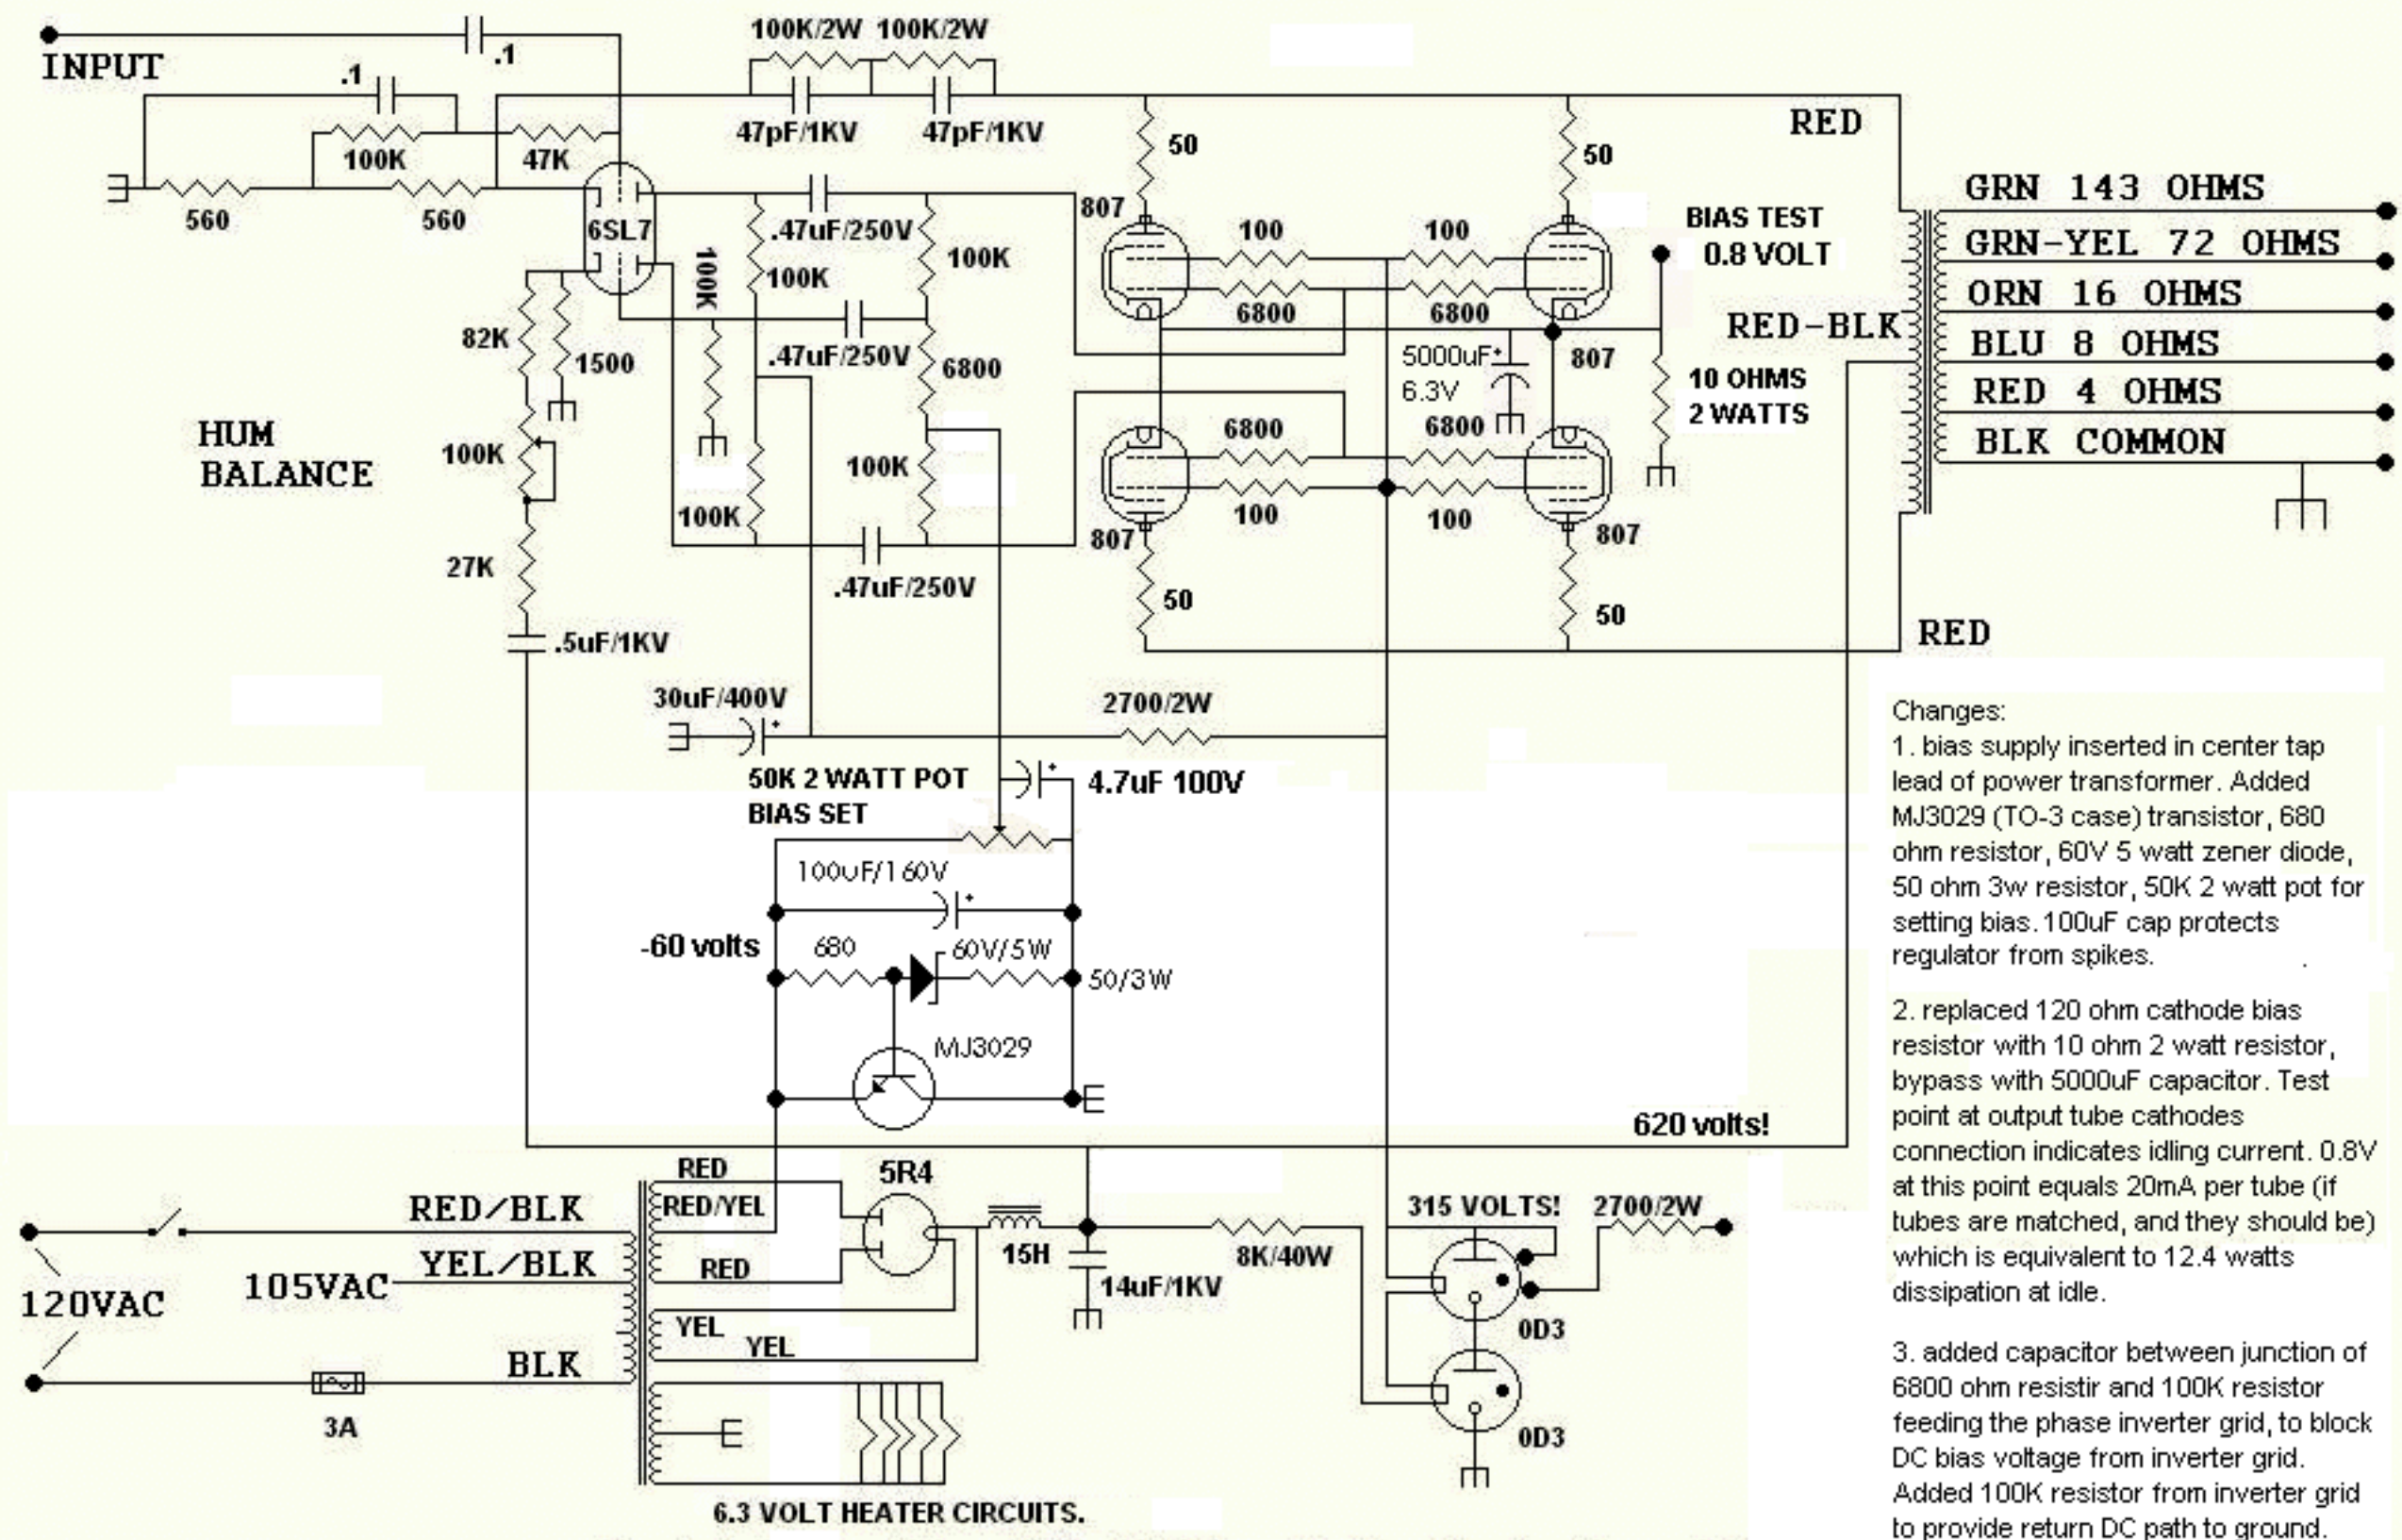 100K/2W 100K/2W
INPUT
.1
.1
47pF/1KV
47pF/1KV
RED
100K
47K
50
50
560
560
6SL7
.47uF/250V
100K
100K
100K
807
100
100
6800
6800
BIAS TEST
0.8 VOLT
GRN 143 OHMS
GRN-YEL 72 OHMS
ORN 16 OHMS
RED-BLK
BLU 8 OHMS
RED 4 OHMS
BLK COMMON
82K
1500
.47uF/250V
6800
5000uF+
6.3V
807
10 OHMS
2 WATTS
HUM
BALANCE
100K
100K
6800
6800
100K
100
100
807
807
27K
.47uF/250V
50
50
.5uF/1KV
RED
30uF/400V
+
2700/2W
50K 2 WATT POT
BIAS SET
+
4.7uF 100V
100uF/160V
+
-60 volts
680
60V/5W
50/3W
MJ3029
620 volts!
RED
5R4
RED/BLK
RED/YEL
315 VOLTS!
2700/2W
15H
8K/40W
YEL/BLK
RED
105VAC
14uF/1KV
120VAC
YEL
0D3
YEL
BLK
3A
0D3
6.3 VOLT HEATER CIRCUITS.
Changes:
1. bias supply inserted in center tap
lead of power transformer. Added
MJ3029 (TO-3 case) transistor, 680
ohm resistor, 60V 5 watt zener diode,
50 ohm 3w resistor, 50K 2 watt pot for
setting bias. 100uF cap protects
regulator from spikes.
2. replaced 120 ohm cathode bias
resistor with 10 ohm 2 watt resistor,
bypass with 5000uF capacitor. Test
point at output tube cathodes
connection indicates idling current. 0.8V
at this point equals 20mA per tube (if
tubes are matched, and they should be)
which is equivalent to 12.4 watts
dissipation at idle.
3. added capacitor between junction of
6800 ohm resistir and 100K resistor
feeding the phase inverter grid, to block
DC bias voltage from inverter grid.
Added 100K resistor from inverter grid
to provide return DC path to ground.